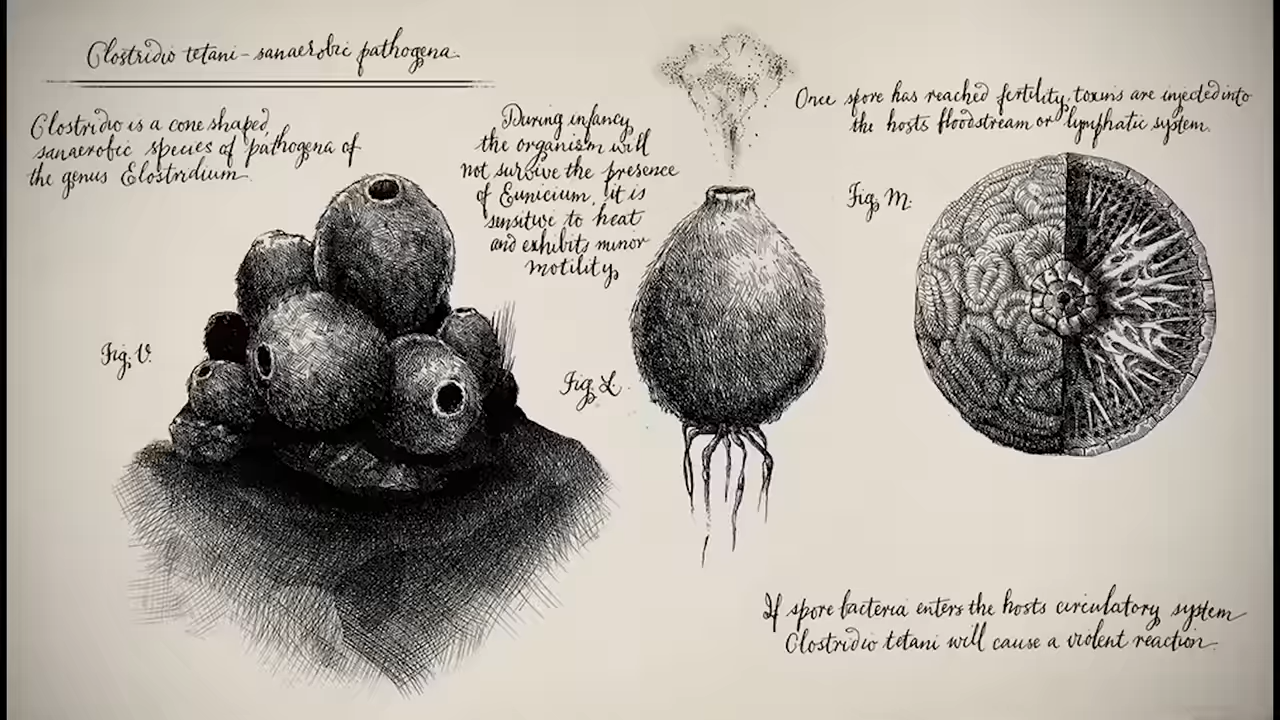 Clostridio tetani - sanaerobic pathogena.
Clostridio is a cone shaped,
sanaerobic species of pathogena of
the genus Elostridium.
During infancy
the organism will
not survive the presence
of Eunicium, it is
sensitive to heat
and exhibits minor
motility,
Once spore has reached fertility, toxins are injected into
the hosts floodstream or lymphatic system.
Fig. V.
Fig. L
Fig. M.
If spore bacteria enters the hosts circulatory system
Clostridio tetani will cause a violent reaction.